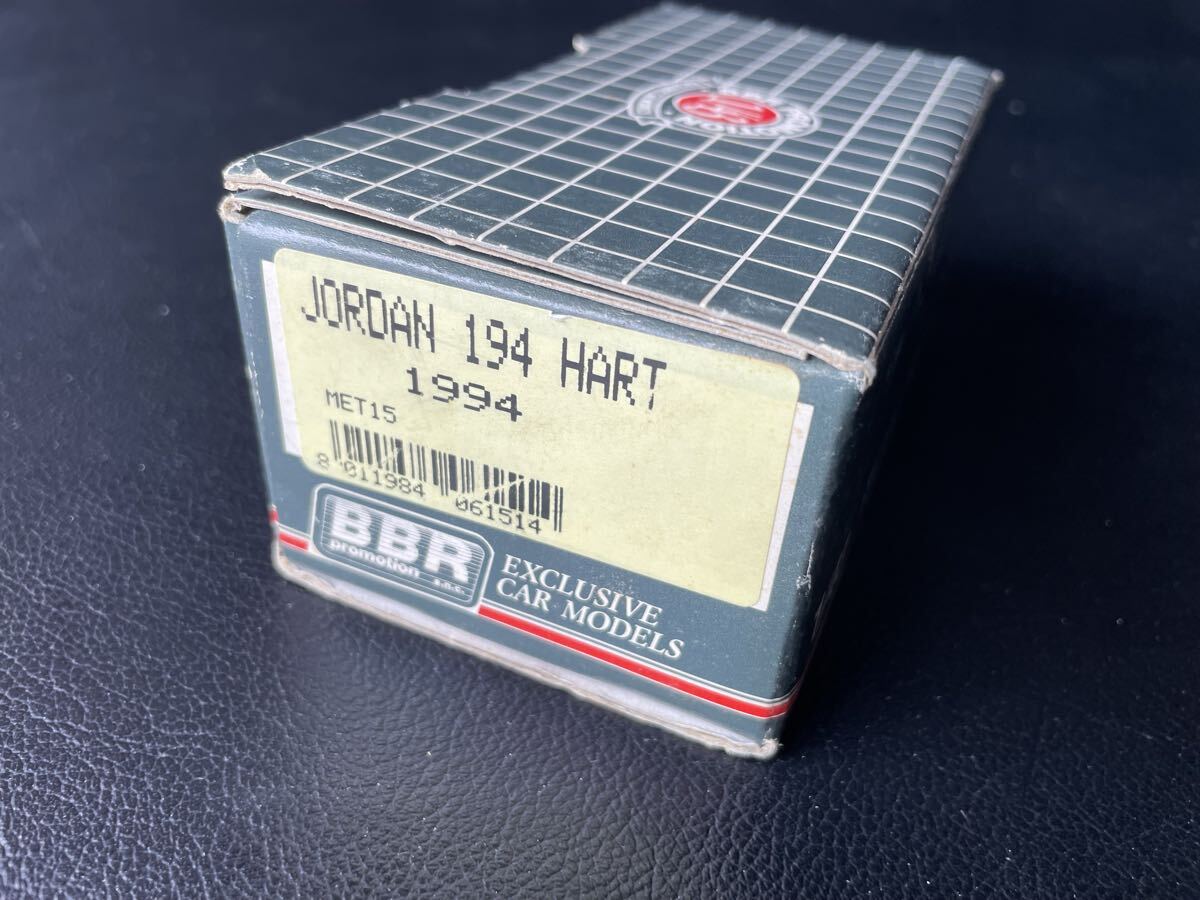 JORDAN 194 HART
1994
MET15
8 011984 061514
BBR
promotion s.n.c.
EXCLUSIVE
CAR MODELS